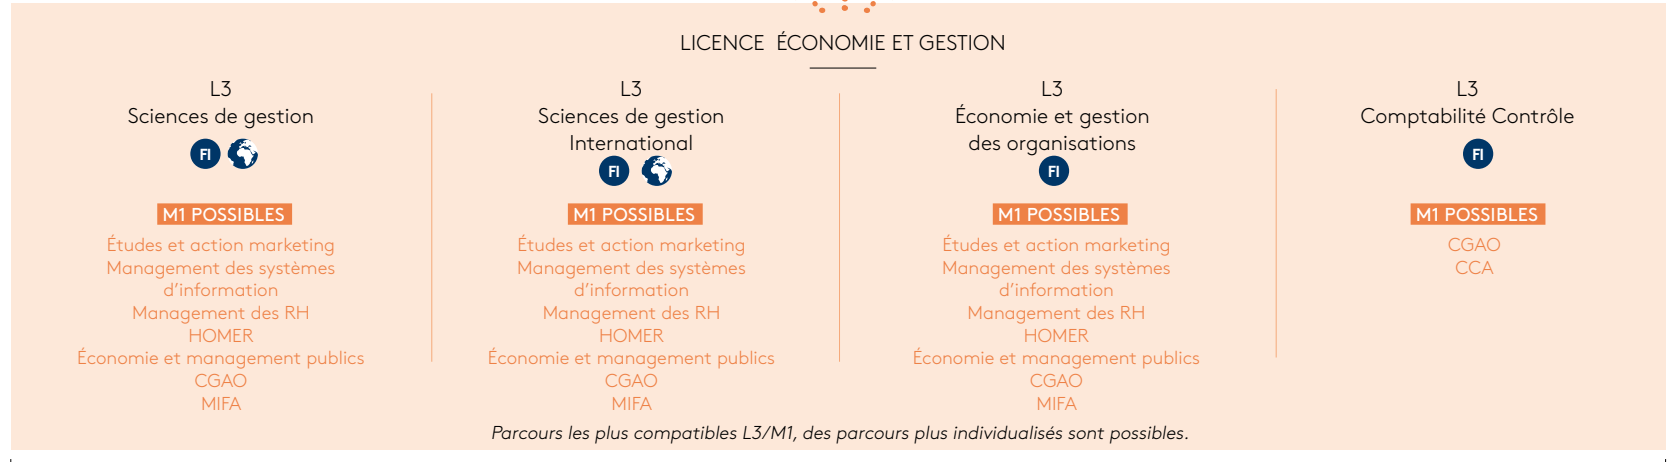 LICENCE ÉCONOMIE ET GESTION
L3
Sciences de gestion
FI
M1 POSSIBLES
Études et action marketing
Management des systèmes
d'information
Management des RH
HOMER
Économie et management publics
CGAO
MIFA
L3
Sciences de gestion
International
FI
M1 POSSIBLES
Études et action marketing
Management des systèmes
d'information
Management des RH
HOMER
Économie et management publics
CGAO
MIFA
L3
Économie et gestion
des organisations
FI
M1 POSSIBLES
Études et action marketing
Management des systèmes
d'information
Management des RH
HOMER
Économie et management publics
CGAO
MIFA
L3
Comptabilité Contrôle
FI
M1 POSSIBLES
CGAO
CCA
Parcours les plus compatibles L3/M1, des parcours plus individualisés sont possibles.